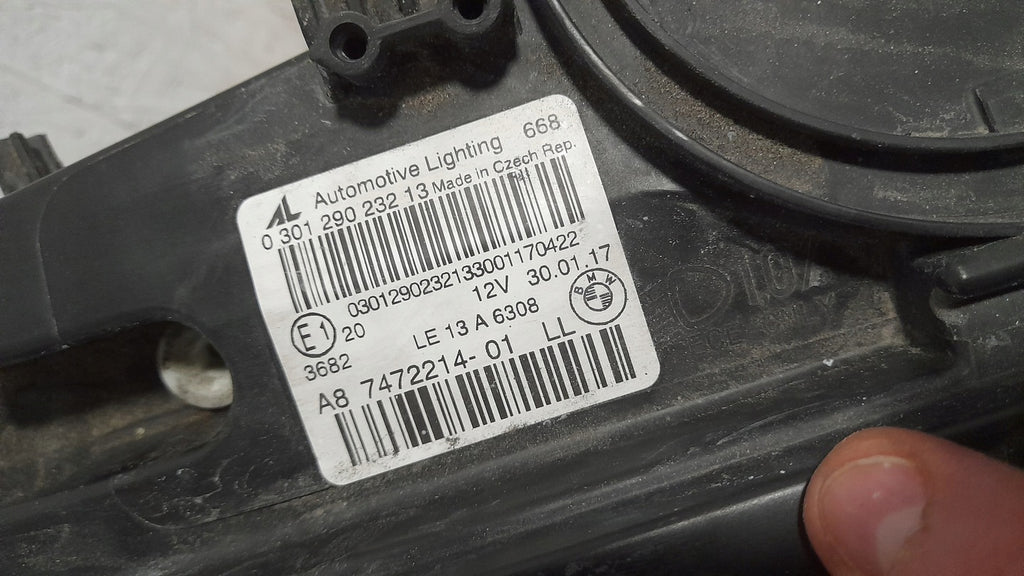 AL Automotive Lighting 668
0 301 290 232 13 Made in Czech Rep.
0301290232133001170422
12V 30.01.17
E1 20
3682
LE 13 A 6308
BMW
A8 7472214-01 LL